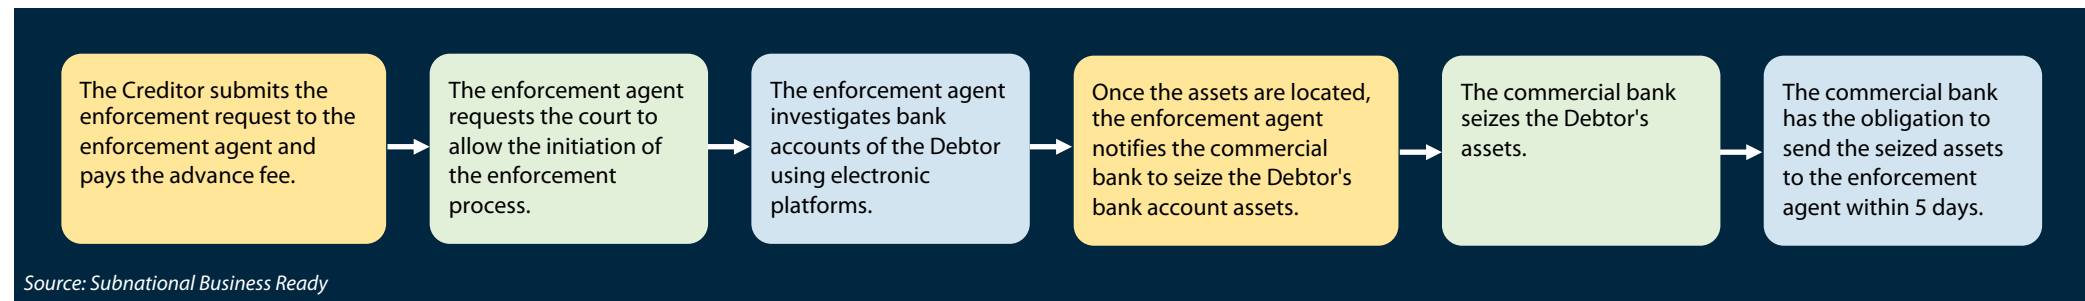 The Creditor submits the
enforcement request to the
enforcement agent and
pays the advance fee.
The enforcement agent
requests the court to
allow the initiation of
the enforcement
process.
The enforcement agent
investigates bank
accounts of the Debtor
using electronic
platforms.
Once the assets are located,
the enforcement agent
notifies the commercial
bank to seize the Debtor's
bank account assets.
The commercial bank
seizes the Debtor's
assets.
The commercial bank
has the obligation to
send the seized assets
to the enforcement
agent within 5 days.
Source: Subnational Business Ready